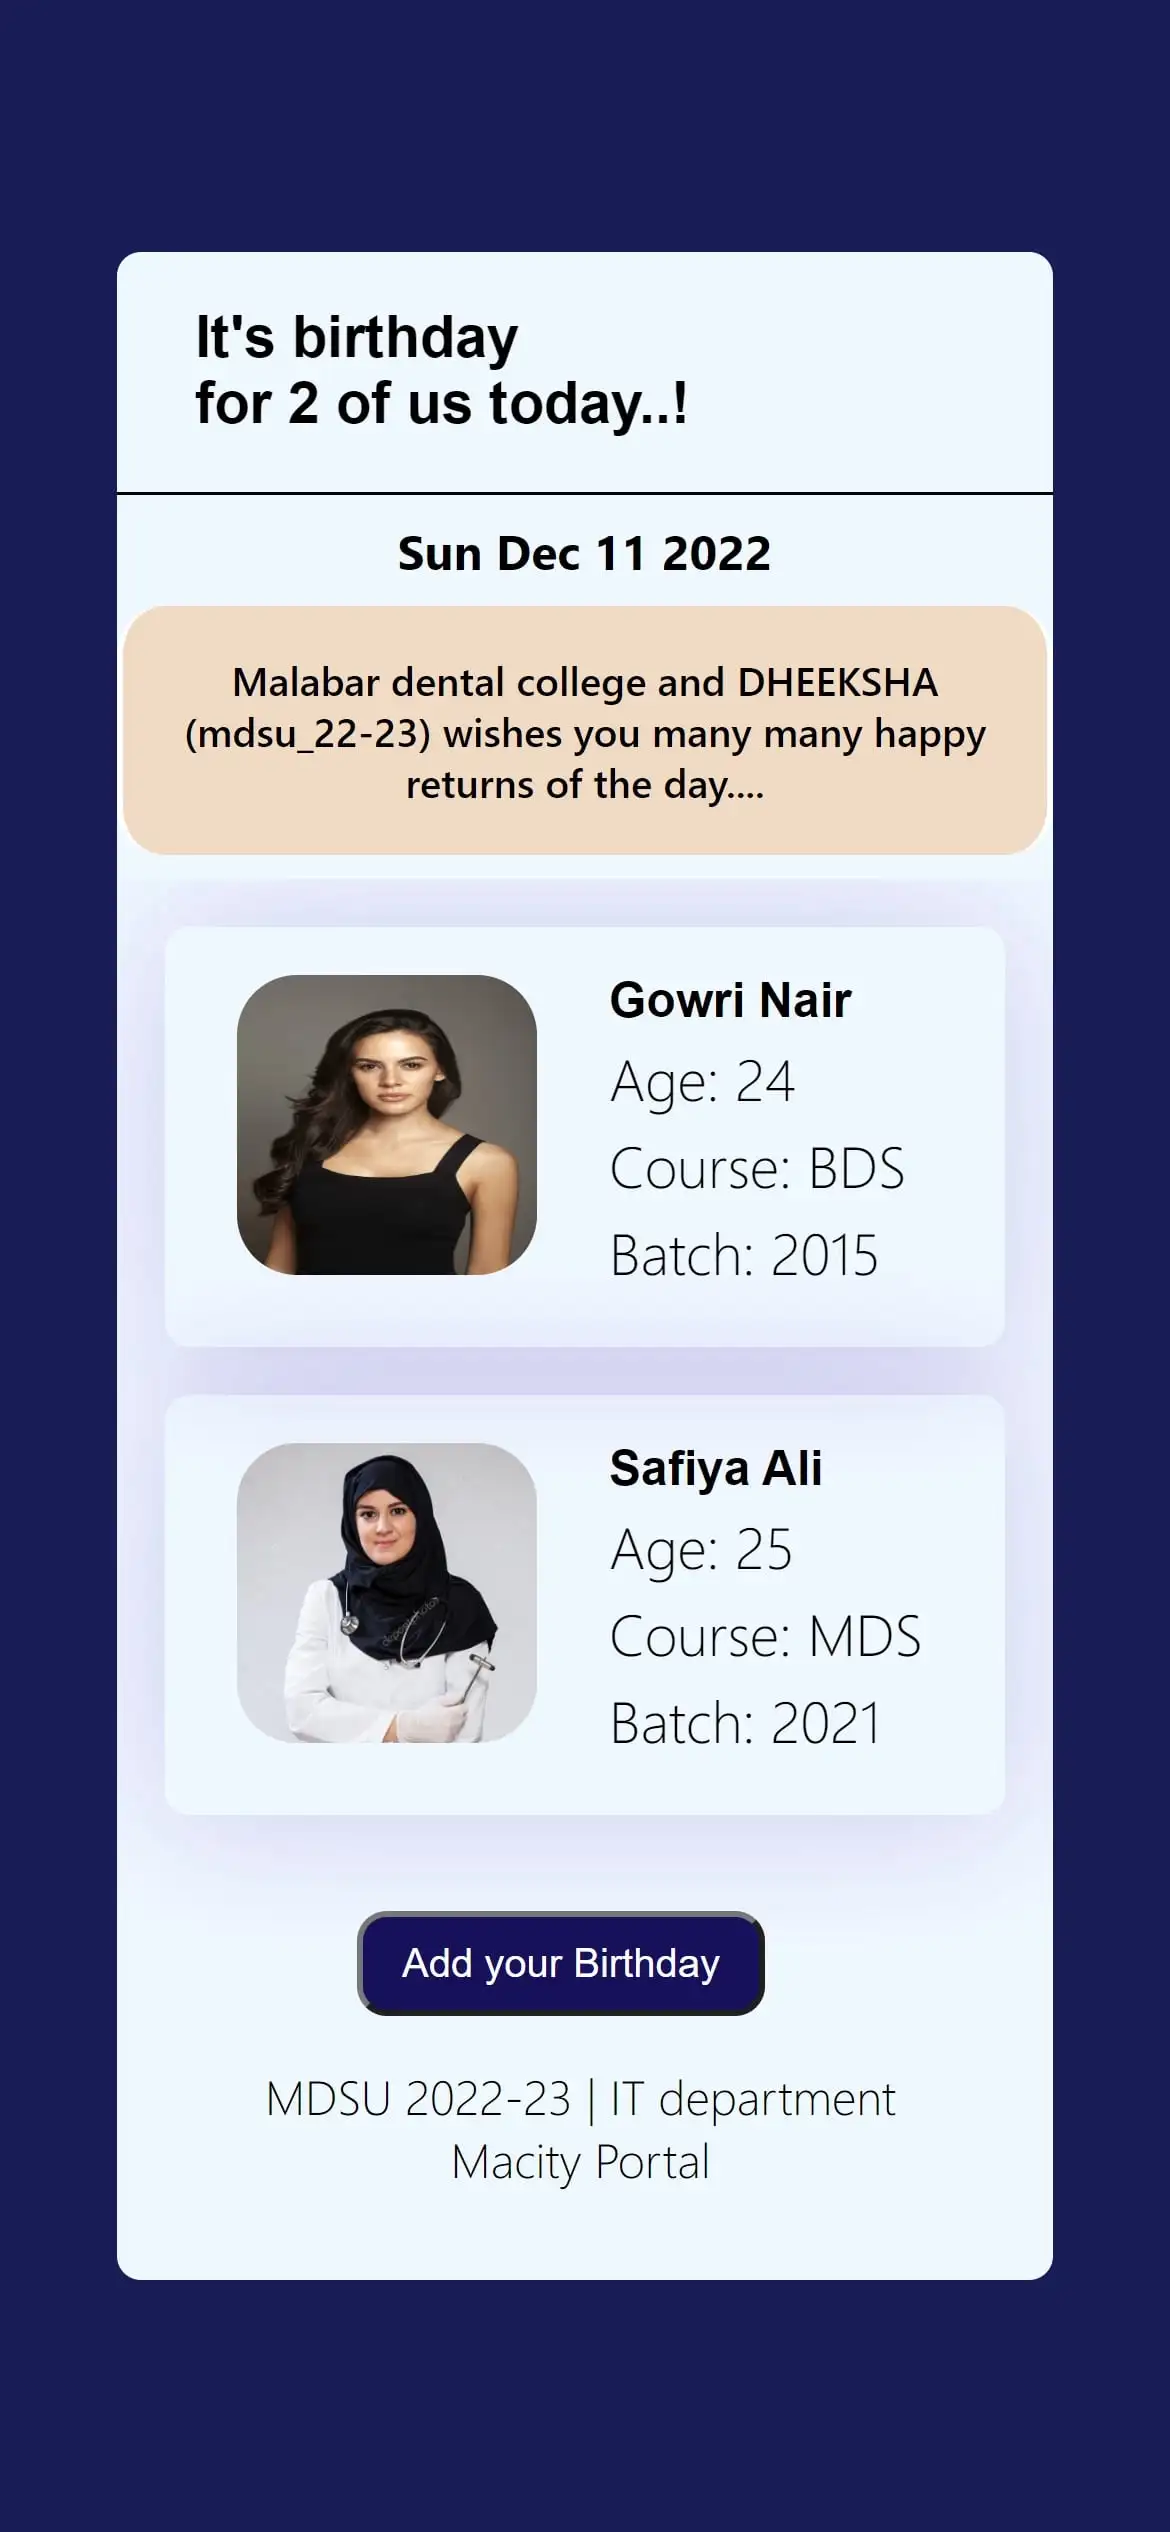 It's birthday
for 2 of us today..!
Sun Dec 11 2022
Malabar dental college and DHEEKSHA
(mdsu_22-23) wishes you many many happy
returns of the day....
Gowri Nair
Age: 24
Course: BDS
Batch: 2015
depositphotos
Safiya Ali
Age: 25
Course: MDS
Batch: 2021
Add your Birthday
MDSU 2022-23 | IT department
Macity Portal